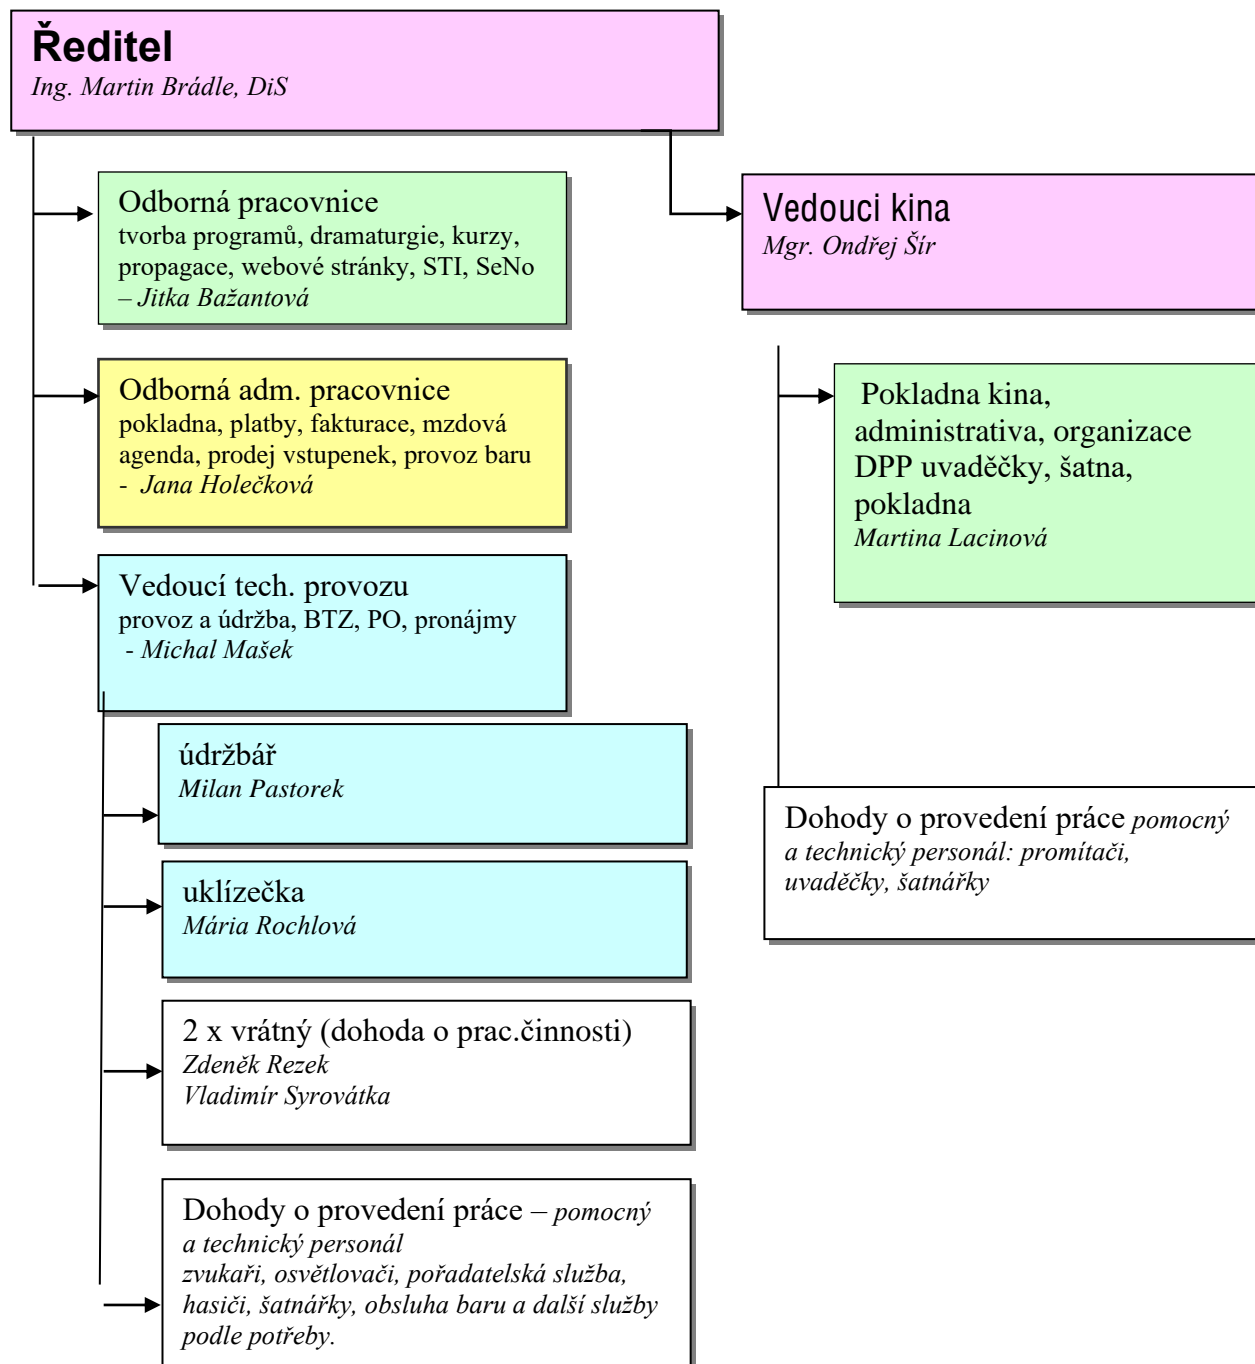 Ředitel
Ing. Martin Brádle, DiS
Odborná pracovnice
tvorba programů, dramaturgie, kurzy,
propagace, webové stránky, STI, SeNo
– Jitka Bažantová
Odborná adm. pracovnice
pokladna, platby, fakturace, mzdová
agenda, prodej vstupenek, provoz baru
- Jana Holečková
Vedoucí tech. provozu
provoz a údržba, BTZ, PO, pronájmy
- Michal Mašek
údržbář
Milan Pastorek
uklízečka
Mária Rochlová
2 x vrátný (dohoda o prac.činnosti)
Zdeněk Rezek
Vladimír Syrovátka
Dohody o provedení práce – pomocný
a technický personál
zvukaři, osvětlovači, pořadatelská služba,
hasiči, šatnářky, obsluha baru a další služby
podle potřeby.
Vedouci kina
Mgr. Ondřej Šír
Pokladna kina,
administrativa, organizace
DPP uvaděčky, šatna,
pokladna
Martina Lacinová
Dohody o provedení práce pomocný
a technický personál: promítači,
uvaděčky, šatnářky